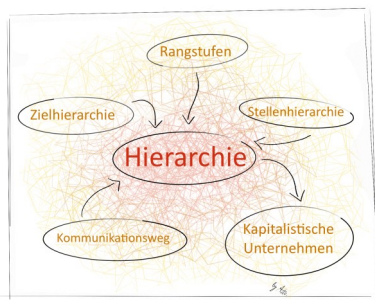 Rangstufen
Zielhierarchie
Stellenhierarchie
Hierarchie
Kommunikationsweg
Kapitalistische
Unternehmen